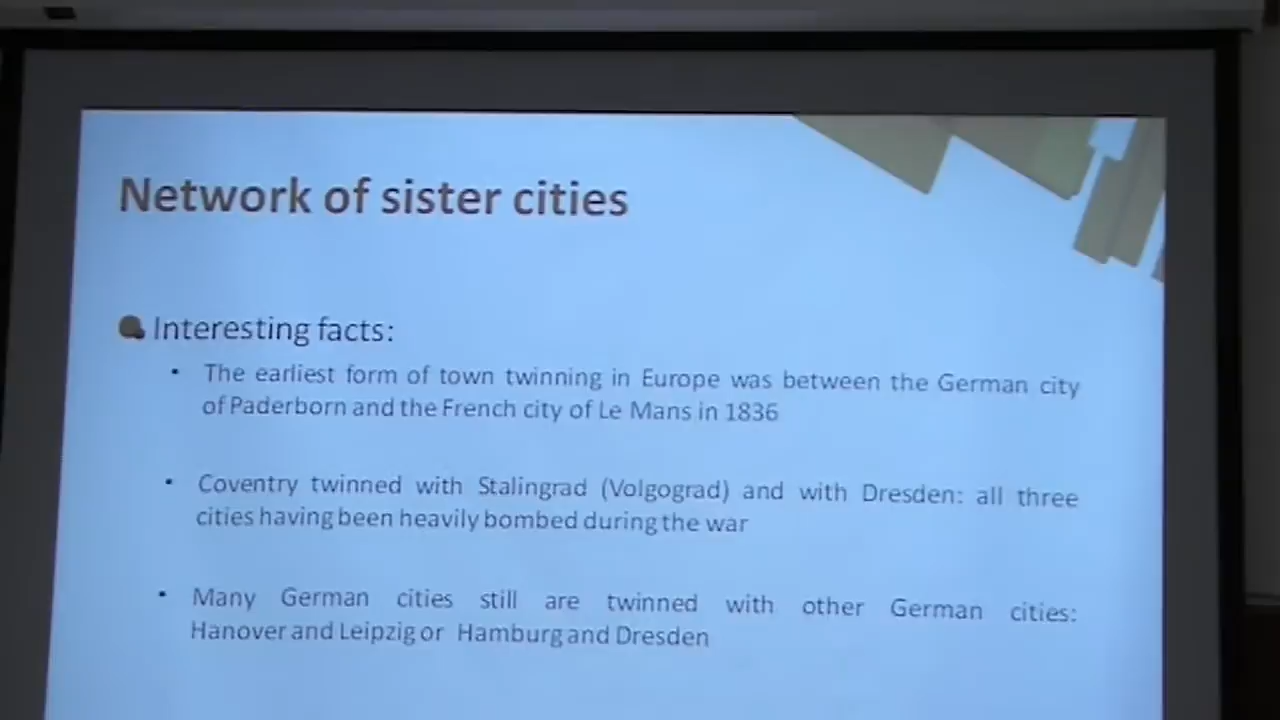 Network of sister cities
Interesting facts:
• The earliest form of town twinning in Europe was between the German city
of Paderborn and the French city of Le Mans in 1836
• Coventry twinned with Stalingrad (Volgograd) and with Dresden: all three
cities having been heavily bombed during the war
• Many German cities still are twinned with other German cities:
Hanover and Leipzig or Hamburg and Dresden